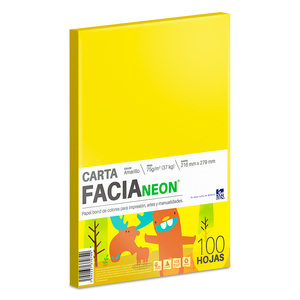 CARTA
Amarillo
75g/m² (37 kg)
216 mm x 279 mm
FACIA NEON®
Papel bond de colores para impresión, artes y manualidades
100
HOJAS